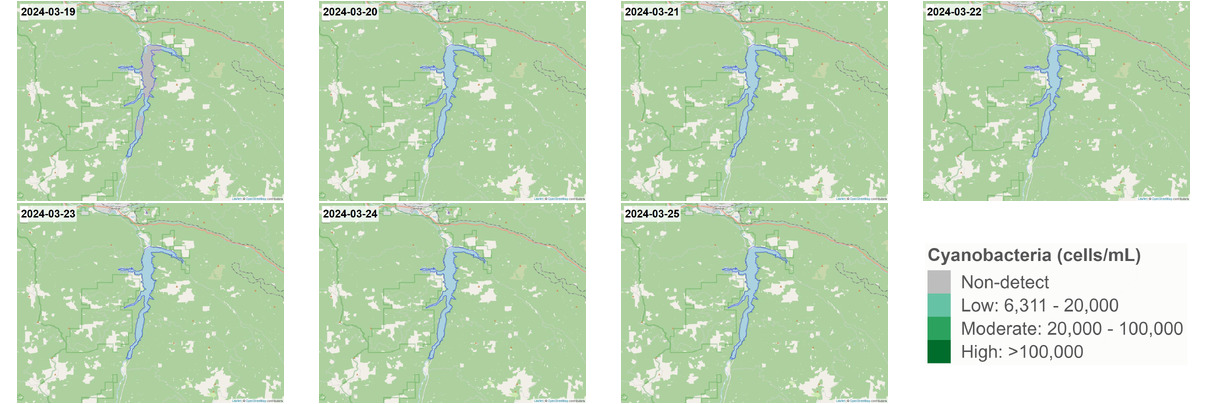 2024-03-19
2024-03-20
2024-03-21
2024-03-22
2024-03-23
2024-03-24
2024-03-25
Cyanobacteria (cells/mL)
Non-detect
Low: 6,311 - 20,000
Moderate: 20,000 - 100,000
High: >100,000